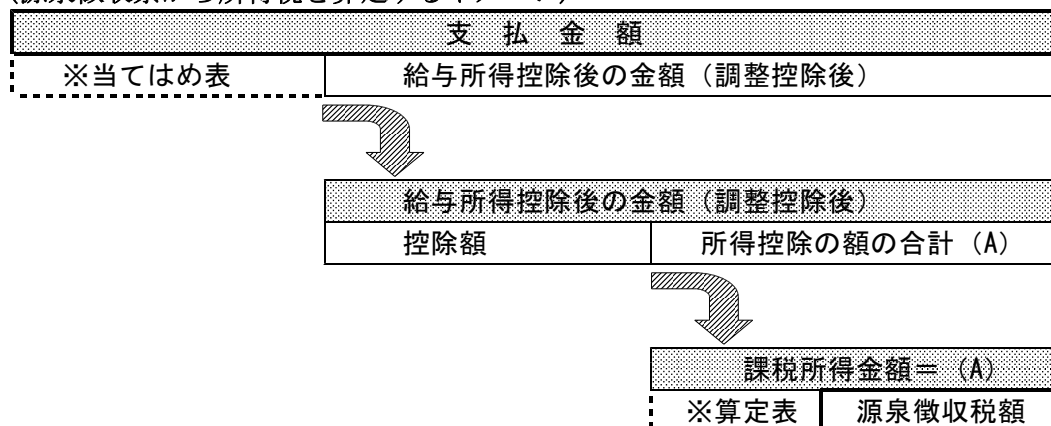 支 払 金 額
※当てはめ表 給与所得控除後の金額（調整控除後）
給与所得控除後の金額（調整控除後）
控除額 所得控除の額の合計（A）
課税所得金額＝（A）
※算定表 源泉徴収税額